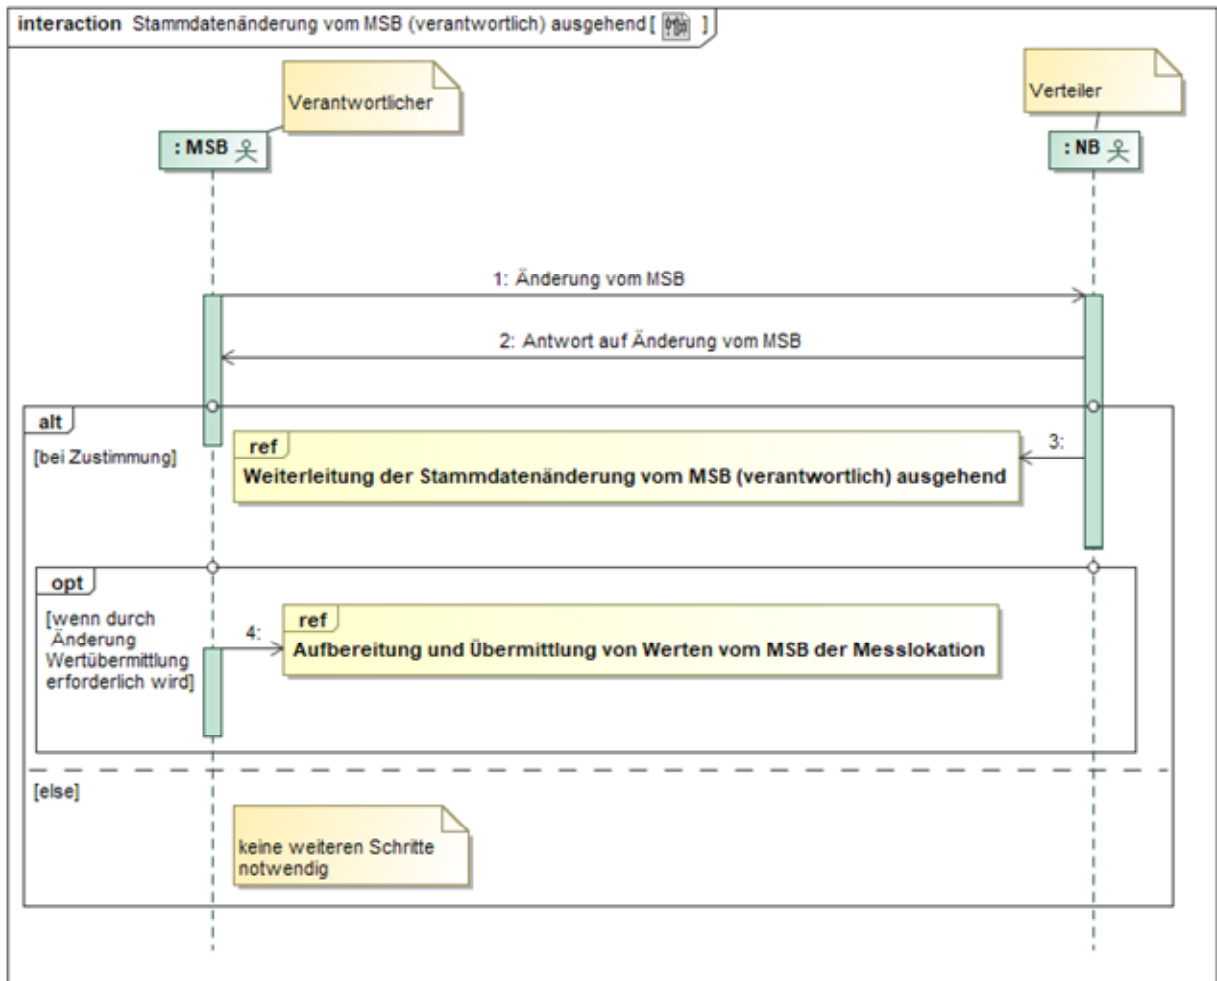 interaction Stammdatenänderung vom MSB (verantwortlich) ausgehend [ ]
Verantwortlicher
Verteiler
: MSB
: NB
1: Änderung vom MSB
2: Antwort auf Änderung vom MSB
alt
[bei Zustimmung]
ref
3:
Weiterleitung der Stammdatenänderung vom MSB (verantwortlich) ausgehend
opt
[wenn durch
Änderung
Wertübermittlung
erforderlich wird]
4:
ref
Aufbereitung und Übermittlung von Werten vom MSB der Messlokation
[else]
keine weiteren Schritte
notwendig